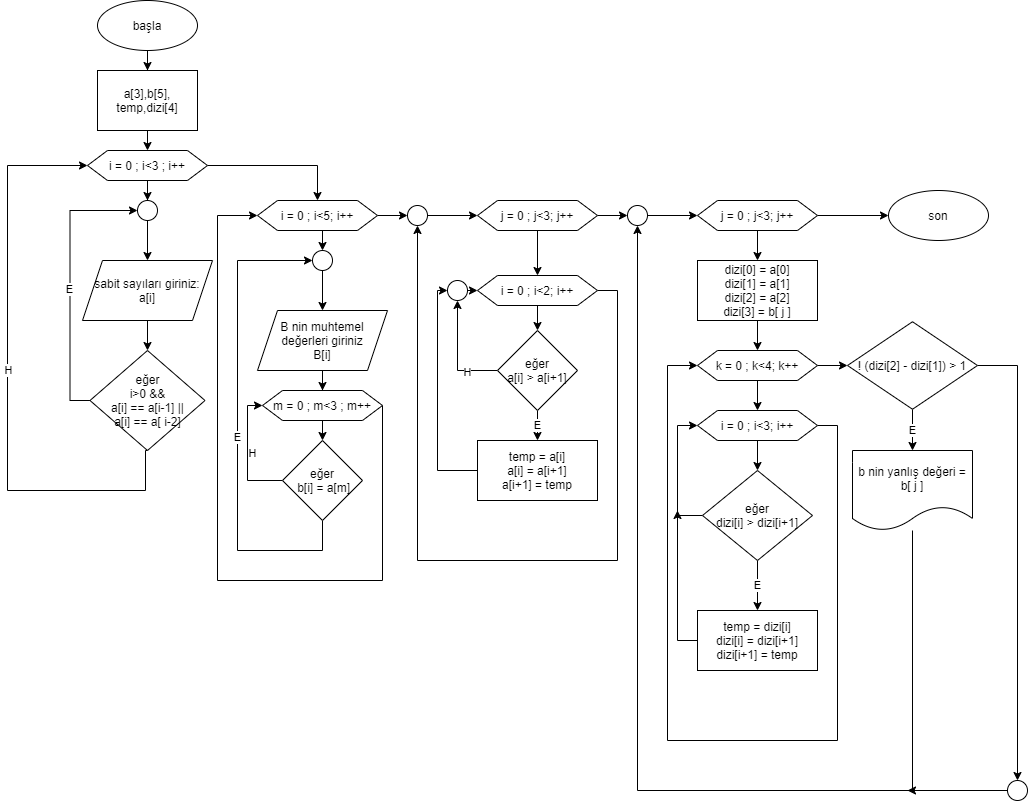 başla
a[3],b[5],
temp,dizi[4]
i = 0 ; i<3 ; i++
sabit sayıları giriniz:
a[i]
E
H
eğer
i>0 &&
a[i] == a[i-1] ||
a[i] == a[ i-2]
i = 0 ; i<5; i++
B nin muhtemel
değerleri giriniz
B[i]
m = 0 ; m<3 ; m++
E
H
eğer
b[i] = a[m]
j = 0 ; j<3; j++
i = 0 ; i<2; i++
eğer
a[i] > a[i+1]
H
E
temp = a[i]
a[i] = a[i+1]
a[i+1] = temp
j = 0 ; j<3; j++
son
dizi[0] = a[0]
dizi[1] = a[1]
dizi[2] = a[2]
dizi[3] = b[ j ]
k = 0 ; k<4; k++
! (dizi[2] - dizi[1]) > 1
i = 0 ; i<3; i++
E
b nin yanlış değeri =
b[ j ]
eğer
dizi[i] > dizi[i+1]
E
temp = dizi[i]
dizi[i] = dizi[i+1]
dizi[i+1] = temp